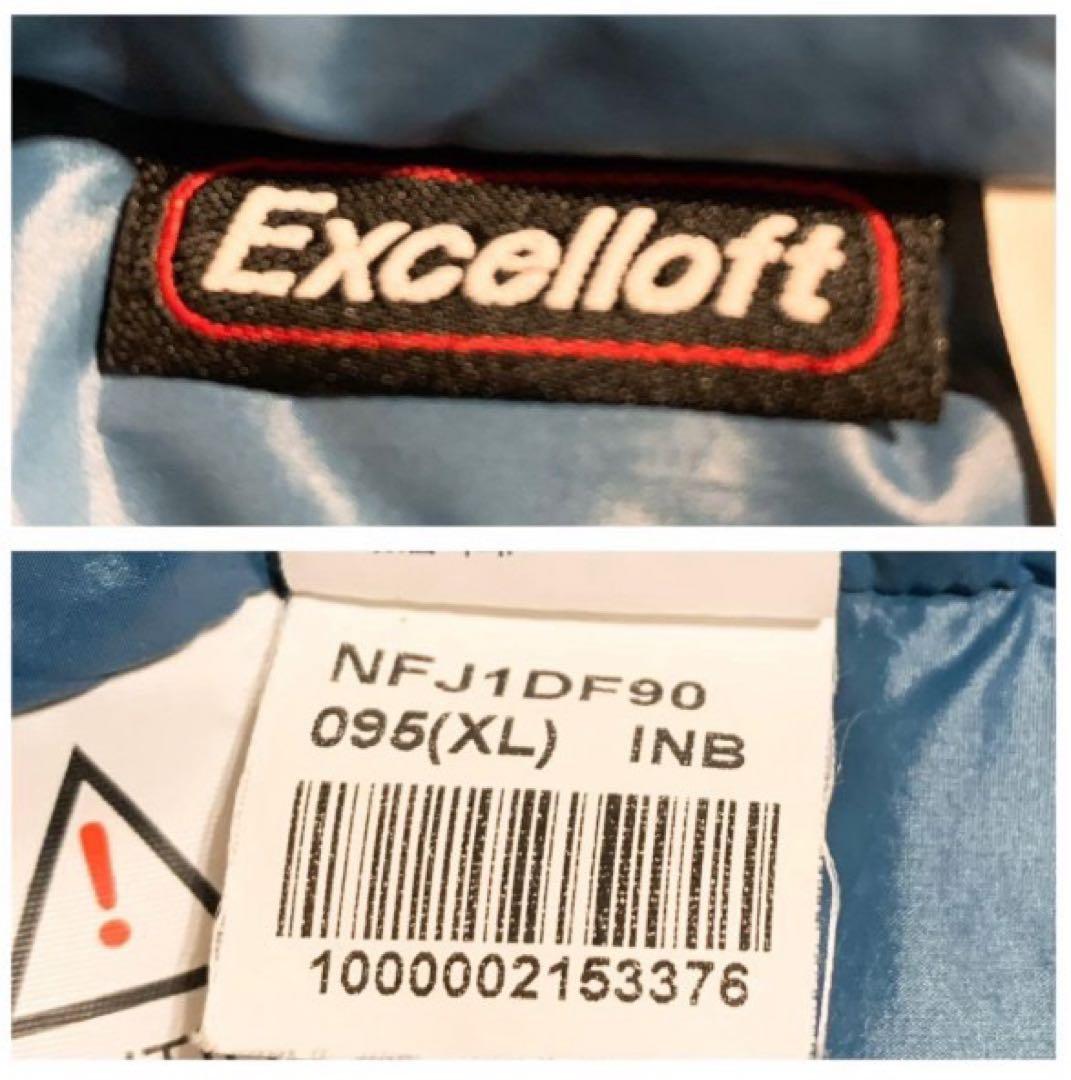 Excelloft
NFJ1DF90
095(XL) INB
1000002153376
!